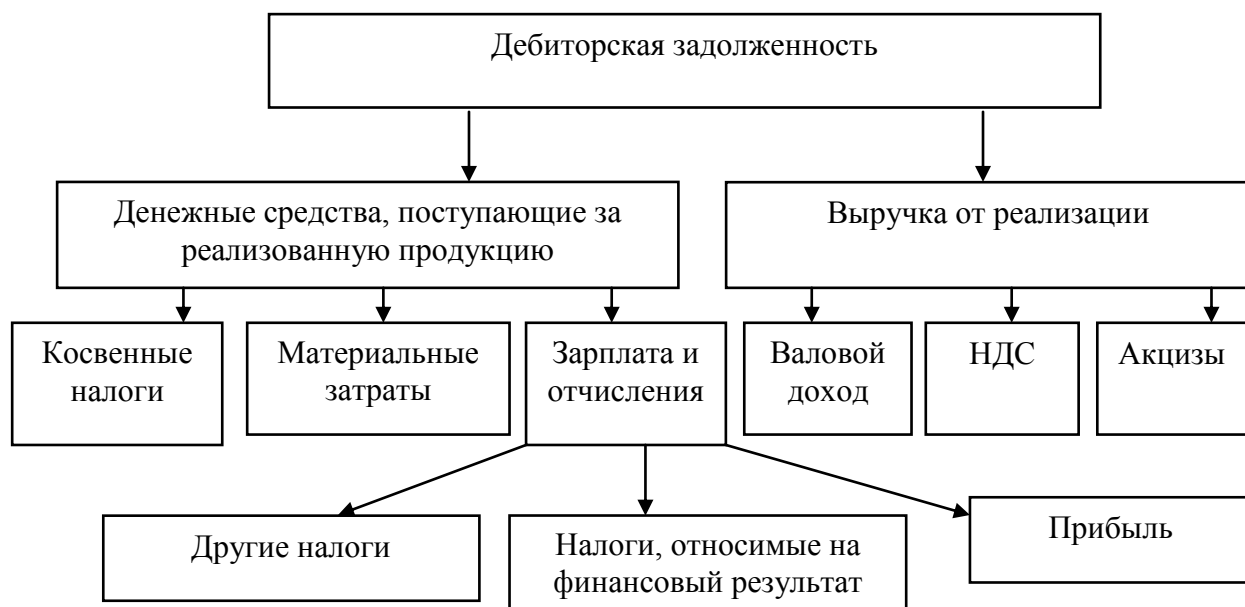 Дебиторская задолженность
Денежные средства, поступающие за
реализованную продукцию
Выручка от реализации
Косвенные
налоги
Материальные
затраты
Зарплата и
отчисления
Валовой
доход
НДС
Акцизы
Другие налоги
Налоги, относимые на
финансовый результат
Прибыль